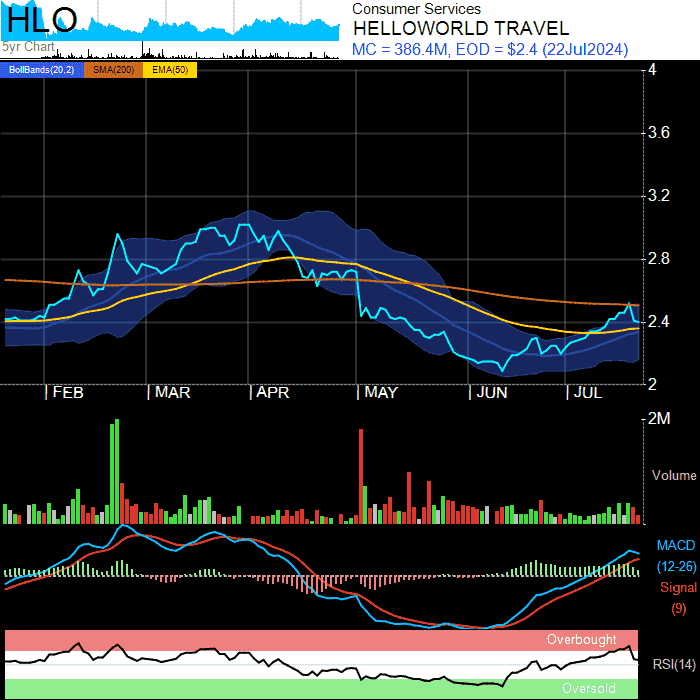 HLO
5yr Chart
Consumer Services
HELLOWORLD TRAVEL
MC = 386.4M, EOD = $2.4 (22Jul2024)
BollBands(20,2) SMA(200) EMA(50)
4
3.6
3.2
2.8
2.4
2
FEB MAR APR MAY JUN JUL
2M
Volume
MACD
(12-26)
Signal
(9)
Overbought
RSI(14)
Oversold